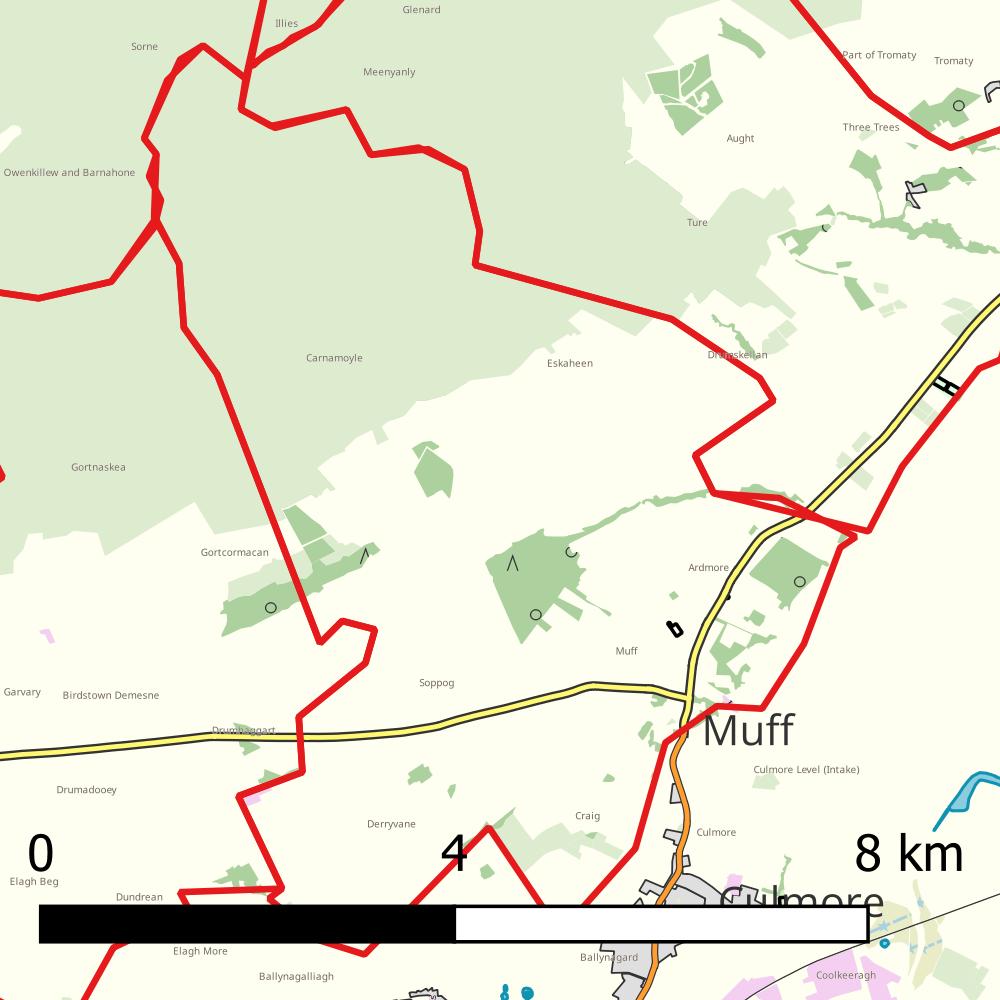 Glenard
Illies
Sorne
Part of Tromaty
Tromaty
Meenyanly
Three Trees
Aught
Owenkillew and Barnahone
Ture
Drumskellan
Carnamoyle
Eskaheen
Gortnaskea
Gortcormacan
Ardmore
Muff
Soppog
Garvary
Birdstown Demesne
Drumhaggart
Muff
Culmore Level (Intake)
Drumadooey
Craig
Derryvane
Culmore
0
4
8 km
Elagh Beg
Dundrean
Culmore
Elagh More
Ballynagard
Ballynagalliagh
Coolkeeragh